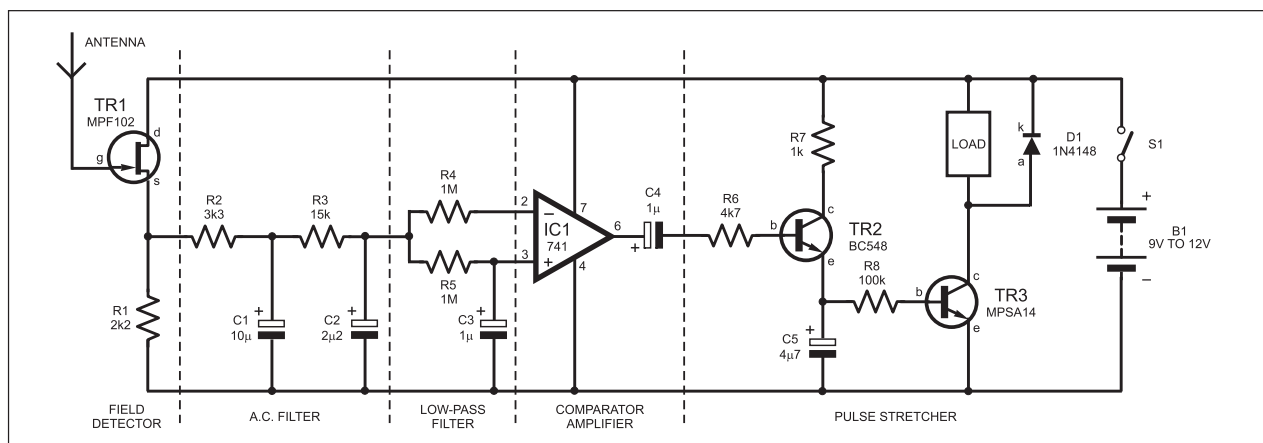 ANTENNA
TR1
MPF102
d
g
s
R1
2k2
R2
3k3
R3
15k
+
C1
10µ
+
C2
2µ2
R4
1M
R5
1M
+
C3
1µ
2
−
3
+
7
IC1
741
6
4
C4
1µ
+
R6
4k7
R7
1k
c
b
e
TR2
BC548
R8
100k
+
C5
4µ7
LOAD
k
a
D1
1N4148
c
b
e
TR3
MPSA14
S1
+
B1
9V TO 12V
−
FIELD
DETECTOR
A.C. FILTER
LOW-PASS
FILTER
COMPARATOR
AMPLIFIER
PULSE STRETCHER